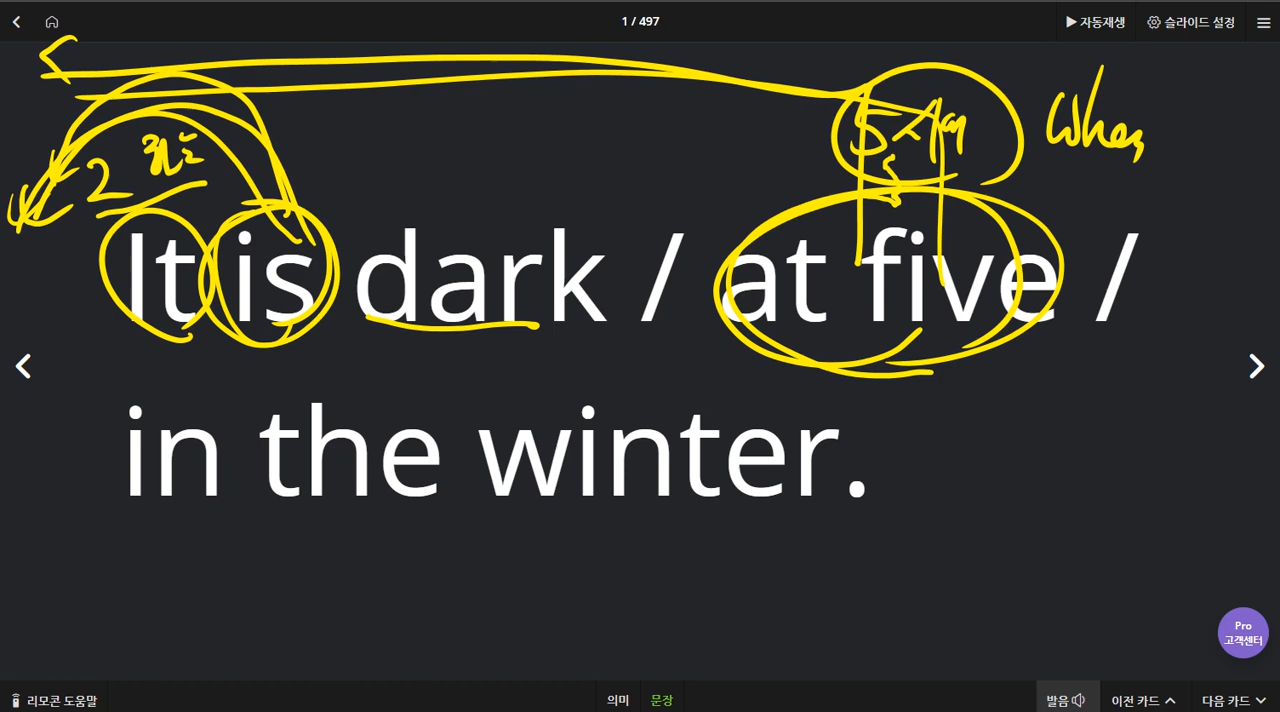 1 / 497
자동재생
슬라이드 설정
When
2
It is dark / at five /
in the winter.
Pro
고객센터
리모콘 도움말
의미
문장
발음
이전 카드
다음 카드